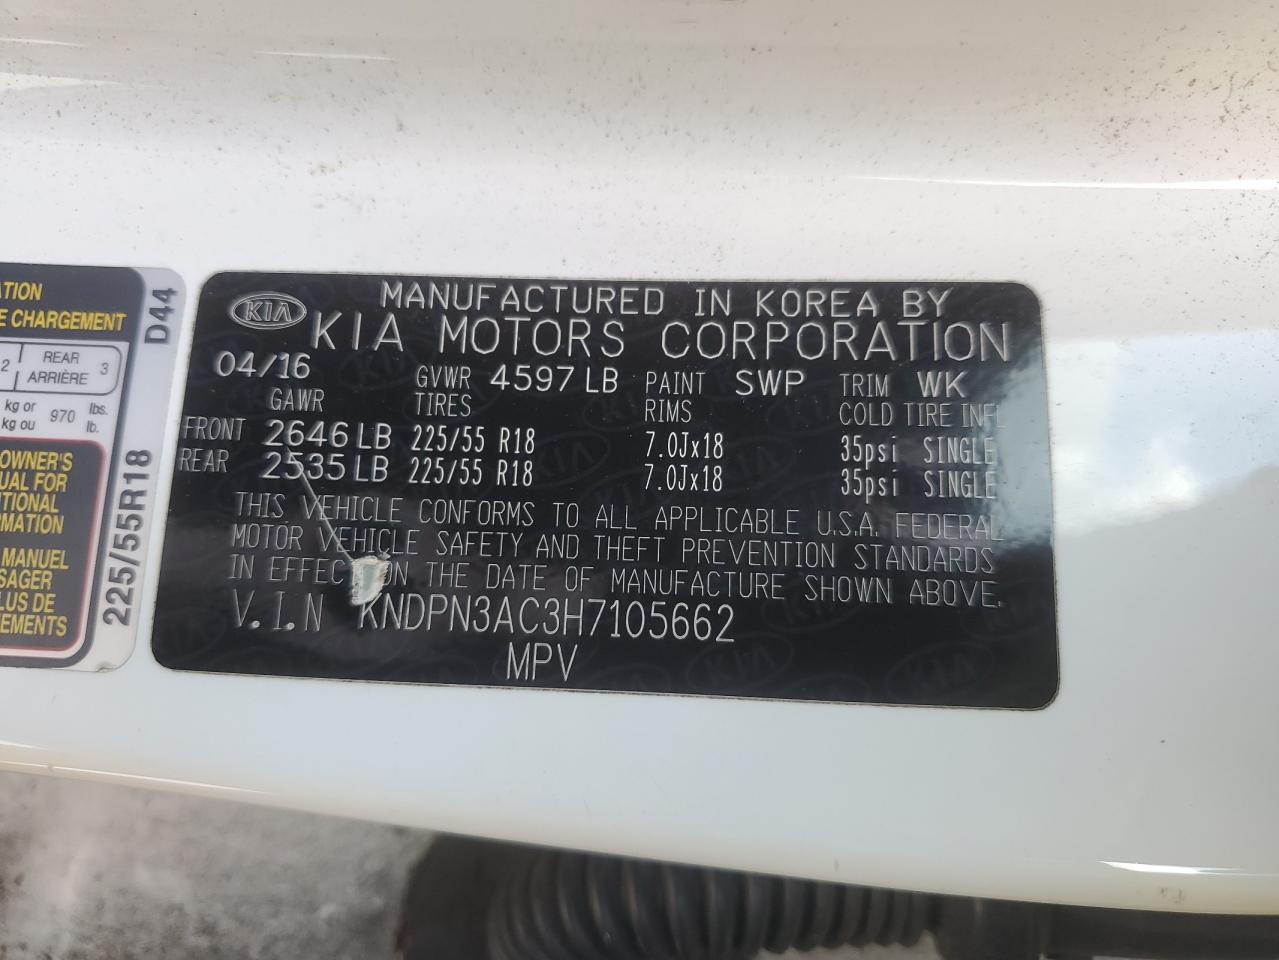 ATION
E CHARGEMENT
2 REAR 3
ARRIÈRE
kg or 970 lbs.
kg ou lb.
OWNER'S
UAL FOR
ITIONAL
RMATION
MANUEL
SAGER
LUS DE
EMENTS
D44
225/55R18
KIA
MANUFACTURED IN KOREA BY
KIA MOTORS CORPORATION
04/16 GVWR 4597 LB PAINT SWP TRIM WK
GAWR TIRES RIMS COLD TIRE INFL
FRONT 2646 LB 225/55 R18 7.0Jx18 35psi SINGLE
REAR 2535 LB 225/55 R18 7.0Jx18 35psi SINGLE
THIS VEHICLE CONFORMS TO ALL APPLICABLE U.S.A. FEDERAL
MOTOR VEHICLE SAFETY AND THEFT PREVENTION STANDARDS
IN EFFECT ON THE DATE OF MANUFACTURE SHOWN ABOVE.
V.I.N KNDPN3AC3H7105662
MPV